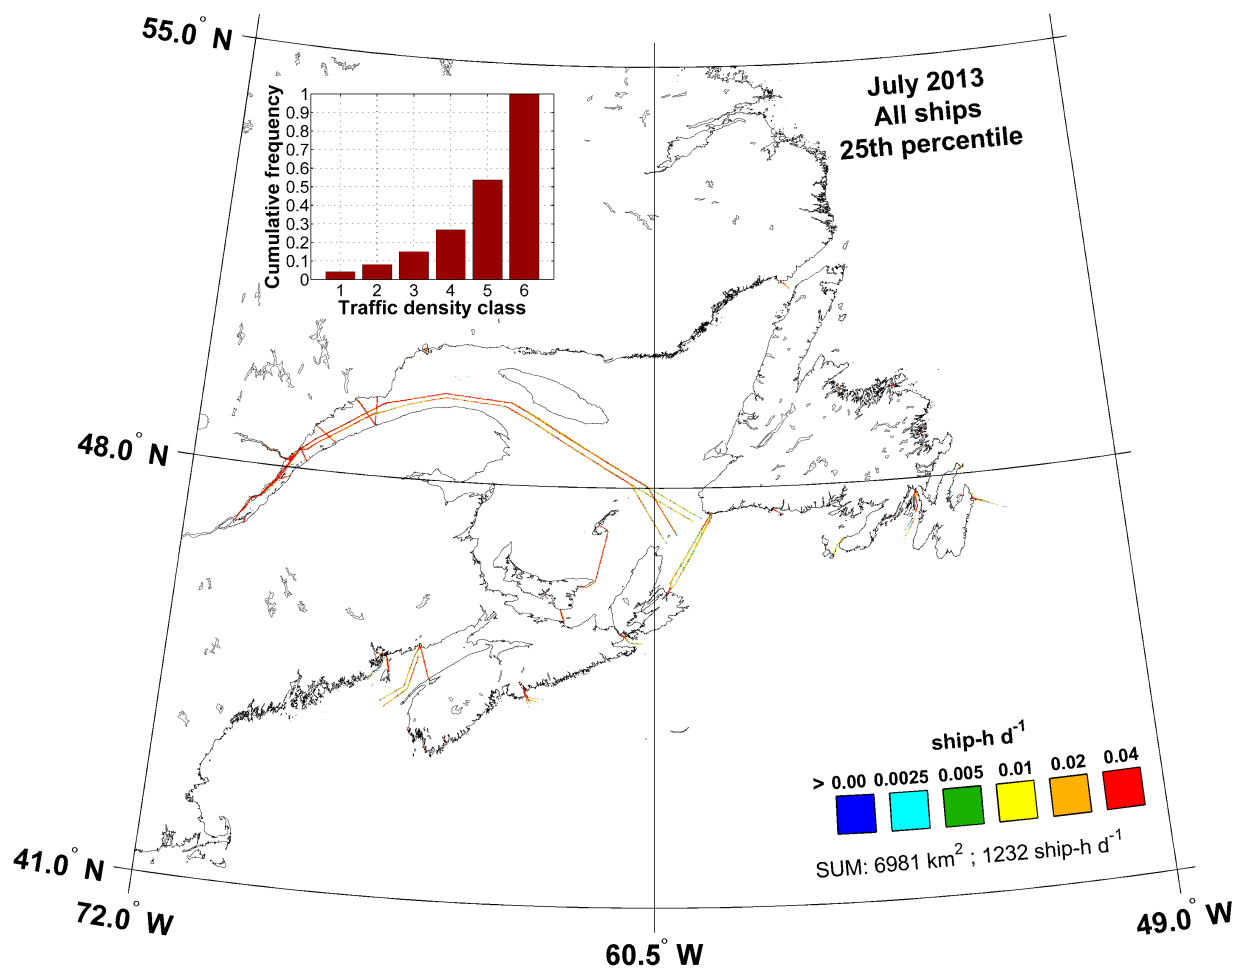 55.0° N
July 2013
All ships
25th percentile
Cumulative frequency
1
0.9
0.8
0.7
0.6
0.5
0.4
0.3
0.2
0.1
0
1 2 3 4 5 6
Traffic density class
48.0° N
ship-h d⁻¹
> 0.00 0.0025 0.005 0.01 0.02 0.04
SUM: 6981 km² ; 1232 ship-h d⁻¹
41.0° N
72.0° W
60.5° W
49.0° W